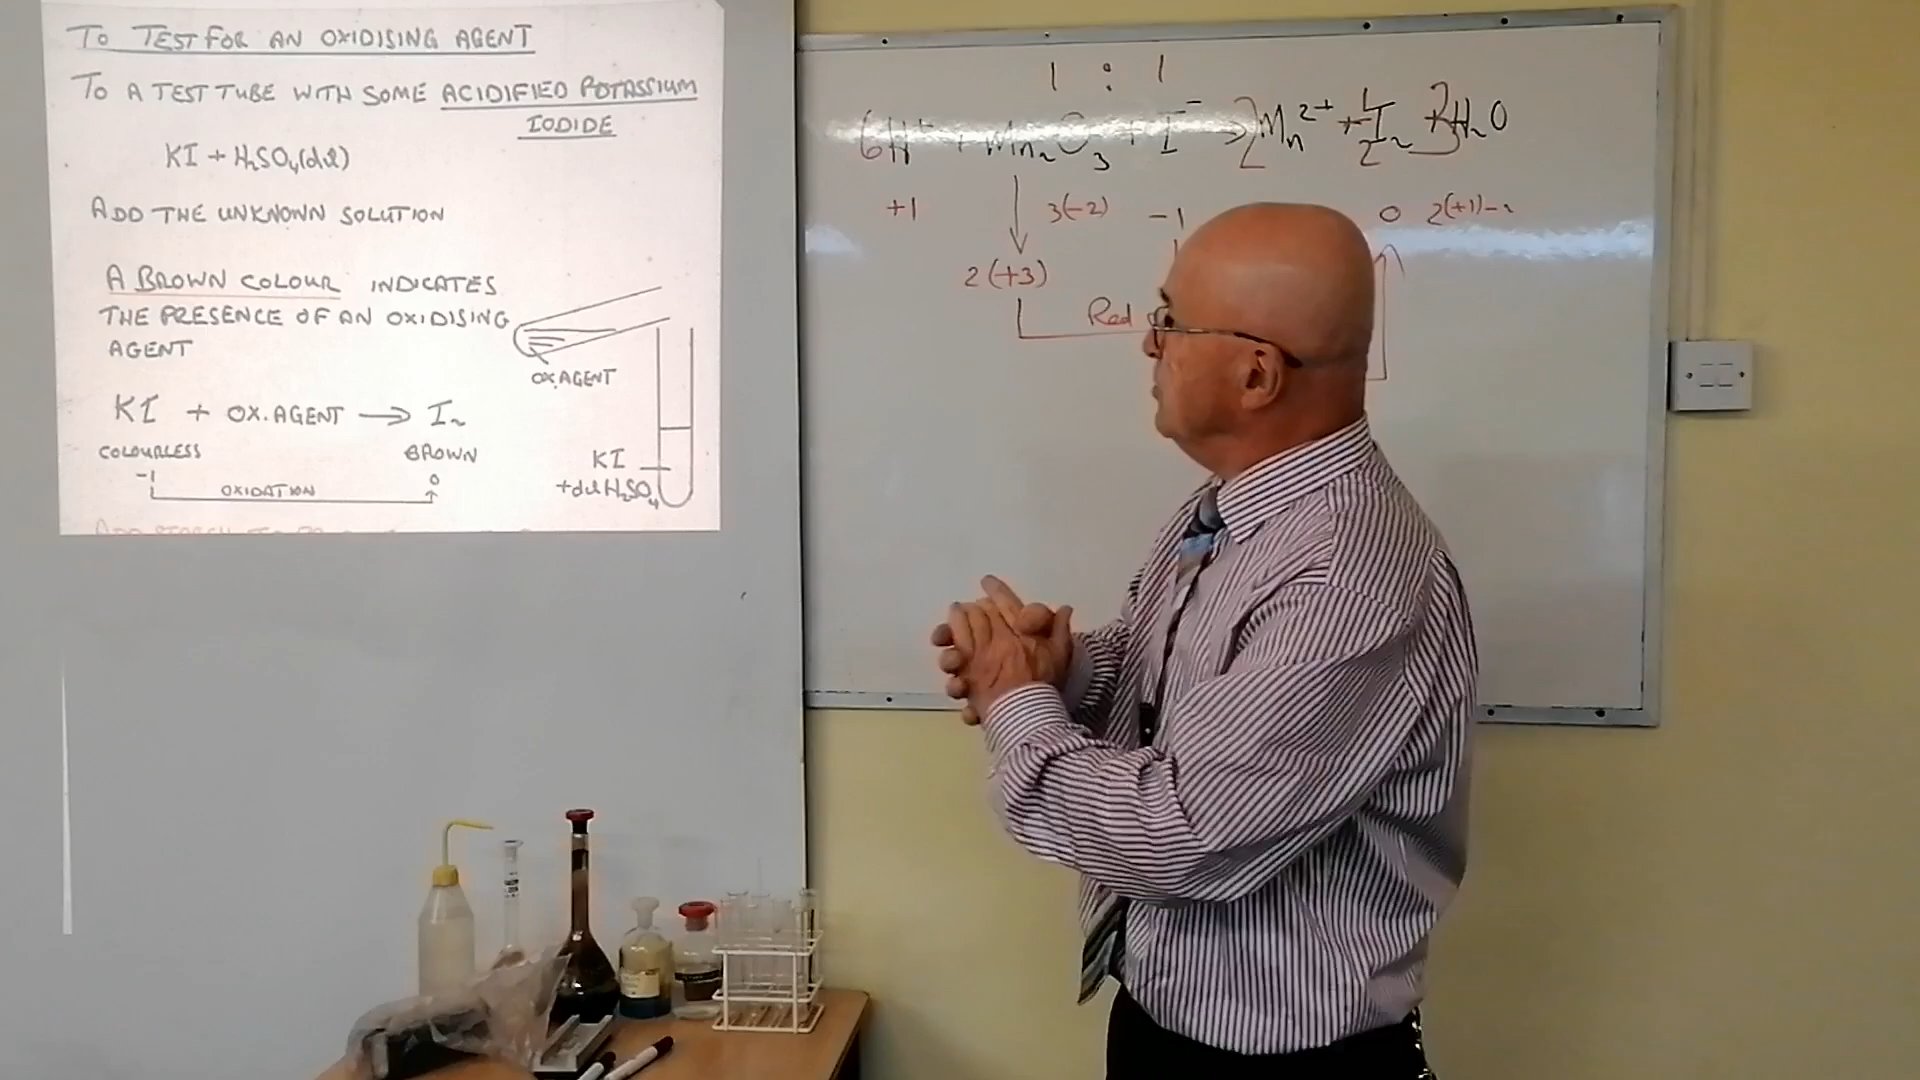 TO TEST FOR AN OXIDISING AGENT
TO A TEST TUBE WITH SOME ACIDIFIED POTASSIUM
IODIDE
KI + H₂SO₄(dil)
ADD THE UNKNOWN SOLUTION
A BROWN COLOUR INDICATES
THE PRESENCE OF AN OXIDISING
AGENT
OX.AGENT
KI + OX.AGENT → I₂
COLOURLESS BROWN
-1 0
OXIDATION
KI
+dil H₂SO₄
1 : 1
6H⁺ + Mn₂O₃ + I⁻ → 2Mn²⁺ + ½I₂ 3H₂O
+1 3(-2) -1 0 2(+1)-2
2(+3)
Red